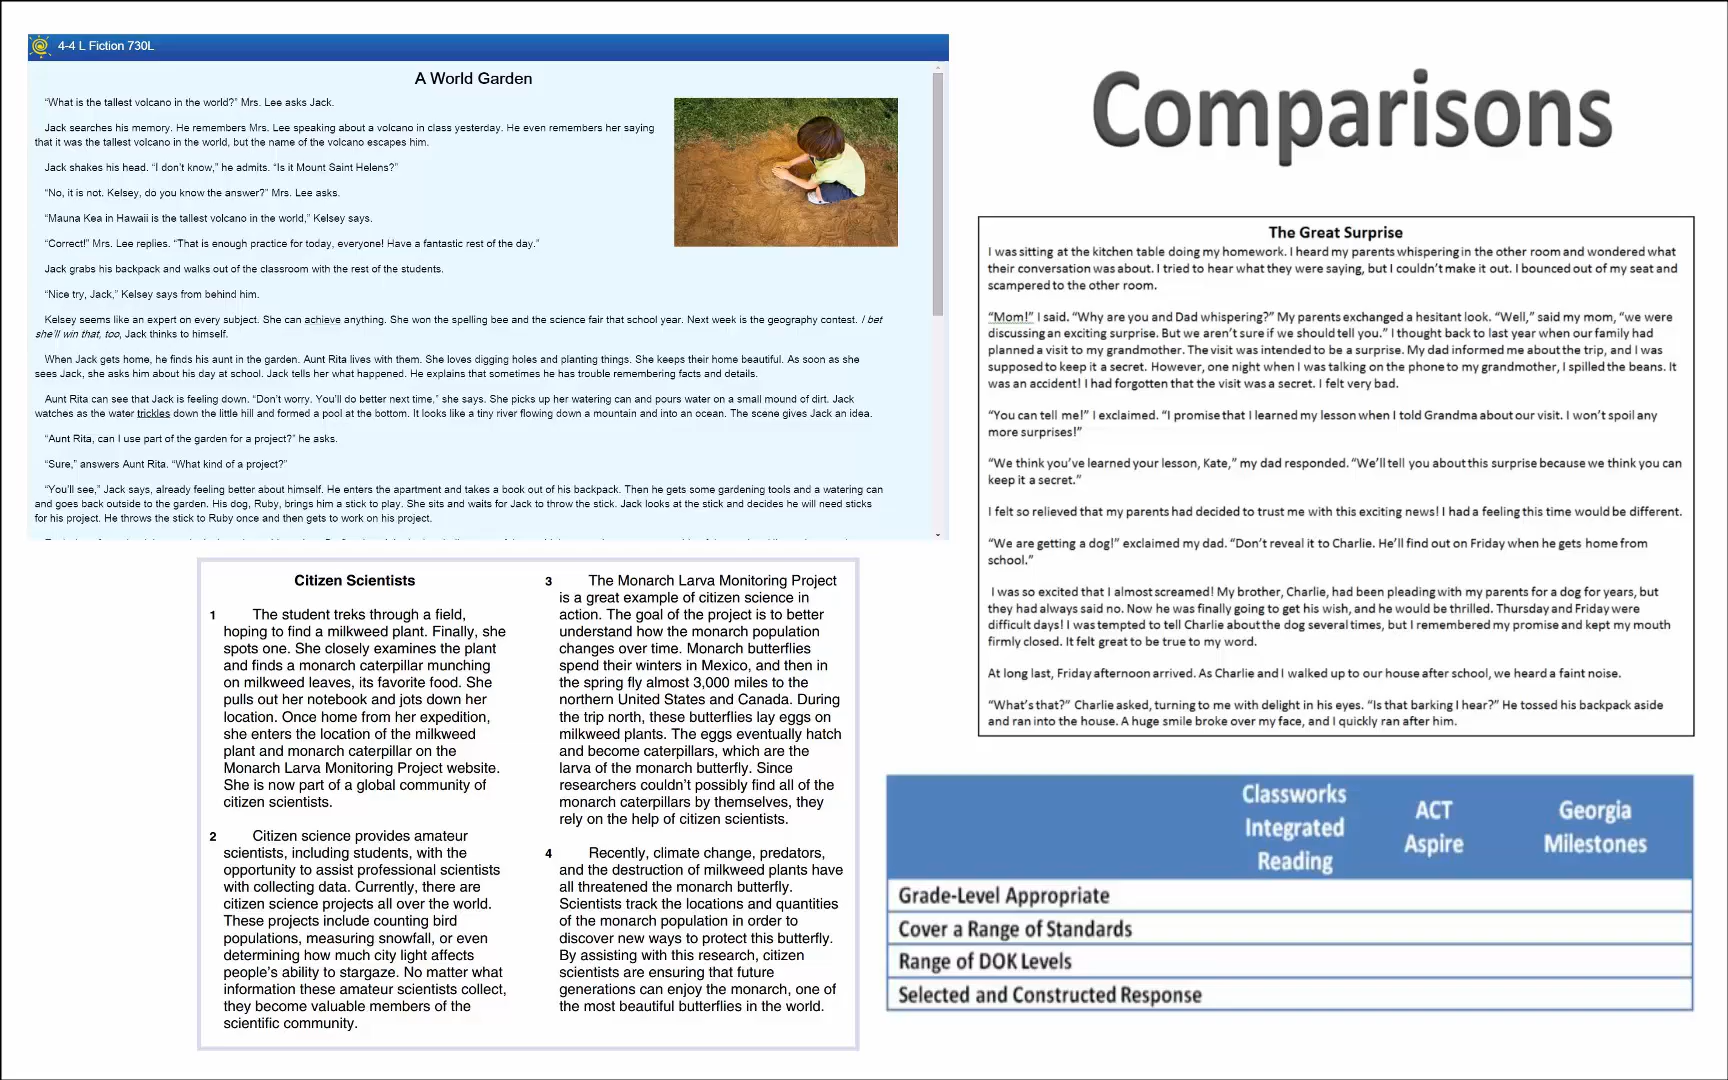 4-4 L Fiction 730L
A World Garden
“What is the tallest volcano in the world?” Mrs. Lee asks Jack.
Jack searches his memory. He remembers Mrs. Lee speaking about a volcano in class yesterday. He even remembers her saying
that it was the tallest volcano in the world, but the name of the volcano escapes him.
Jack shakes his head. “I don’t know,” he admits. “Is it Mount Saint Helens?”
“No, it is not. Kelsey, do you know the answer?” Mrs. Lee asks.
“Mauna Kea in Hawaii is the tallest volcano in the world,” Kelsey says.
“Correct!” Mrs. Lee replies. “That is enough practice for today, everyone! Have a fantastic rest of the day.”
Jack grabs his backpack and walks out of the classroom with the rest of the students.
“Nice try, Jack,” Kelsey says from behind him.
Kelsey seems like an expert on every subject. She can achieve anything. She won the spelling bee and the science fair that school year. Next week is the geography contest. I bet
she’ll win that, too, Jack thinks to himself.
When Jack gets home, he finds his aunt in the garden. Aunt Rita lives with them. She loves digging holes and planting things. She keeps their home beautiful. As soon as she
sees Jack, she asks him about his day at school. Jack tells her what happened. He explains that sometimes he has trouble remembering facts and details.
Aunt Rita can see that Jack is feeling down. “Don’t worry. You’ll do better next time,” she says. She picks up her watering can and pours water on a small mound of dirt. Jack
watches as the water trickles down the little hill and formed a pool at the bottom. It looks like a tiny river flowing down a mountain and into an ocean. The scene gives Jack an idea.
“Aunt Rita, can I use part of the garden for a project?” he asks.
“Sure,” answers Aunt Rita. “What kind of a project?”
“You’ll see,” Jack says, already feeling better about himself. He enters the apartment and takes a book out of his backpack. Then he gets some gardening tools and a watering can
and goes back outside to the garden. His dog, Ruby, brings him a stick to play. She sits and waits for Jack to throw the stick. Jack looks at the stick and decides he will need sticks
for his project. He throws the stick to Ruby once and then gets to work on his project.
Comparisons
The Great Surprise
I was sitting at the kitchen table doing my homework. I heard my parents whispering in the other room and wondered what
their conversation was about. I tried to hear what they were saying, but I couldn’t make it out. I bounced out of my seat and
scampered to the other room.
“Mom!” I said. “Why are you and Dad whispering?” My parents exchanged a hesitant look. “Well,” said my mom, “we were
discussing an exciting surprise. But we aren’t sure if we should tell you.” I thought back to last year when our family had
planned a visit to my grandmother. The visit was intended to be a surprise. My dad informed me about the trip, and I was
supposed to keep it a secret. However, one night when I was talking on the phone to my grandmother, I spilled the beans. It
was an accident! I had forgotten that the visit was a secret. I felt very bad.
“You can tell me!” I exclaimed. “I promise that I learned my lesson when I told Grandma about our visit. I won’t spoil any
more surprises!”
“We think you’ve learned your lesson, Kate,” my dad responded. “We’ll tell you about this surprise because we think you can
keep it a secret.”
I felt so relieved that my parents had decided to trust me with this exciting news! I had a feeling this time would be different.
“We are getting a dog!” exclaimed my dad. “Don’t reveal it to Charlie. He’ll find out on Friday when he gets home from
school.”
I was so excited that I almost screamed! My brother, Charlie, had been pleading with my parents for a dog for years, but
they had always said no. Now he was finally going to get his wish, and he would be thrilled. Thursday and Friday were
difficult days! I was tempted to tell Charlie about the dog several times, but I remembered my promise and kept my mouth
firmly closed. It felt great to be true to my word.
At long last, Friday afternoon arrived. As Charlie and I walked up to our house after school, we heard a faint noise.
“What’s that?” Charlie asked, turning to me with delight in his eyes. “Is that barking I hear?” He tossed his backpack aside
and ran into the house. A huge smile broke over my face, and I quickly ran after him.
Citizen Scientists
1 The student treks through a field,
hoping to find a milkweed plant. Finally, she
spots one. She closely examines the plant
and finds a monarch caterpillar munching
on milkweed leaves, its favorite food. She
pulls out her notebook and jots down her
location. Once home from her expedition,
she enters the location of the milkweed
plant and monarch caterpillar on the
Monarch Larva Monitoring Project website.
She is now part of a global community of
citizen scientists.
2 Citizen science provides amateur
scientists, including students, with the
opportunity to assist professional scientists
with collecting data. Currently, there are
citizen science projects all over the world.
These projects include counting bird
populations, measuring snowfall, or even
determining how much city light affects
people’s ability to stargaze. No matter what
information these amateur scientists collect,
they become valuable members of the
scientific community.
3 The Monarch Larva Monitoring Project
is a great example of citizen science in
action. The goal of the project is to better
understand how the monarch population
changes over time. Monarch butterflies
spend their winters in Mexico, and then in
the spring fly almost 3,000 miles to the
northern United States and Canada. During
the trip north, these butterflies lay eggs on
milkweed plants. The eggs eventually hatch
and become caterpillars, which are the
larva of the monarch butterfly. Since
researchers couldn’t possibly find all of the
monarch caterpillars by themselves, they
rely on the help of citizen scientists.
4 Recently, climate change, predators,
and the destruction of milkweed plants have
all threatened the monarch butterfly.
Scientists track the locations and quantities
of the monarch population in order to
discover new ways to protect this butterfly.
By assisting with this research, citizen
scientists are ensuring that future
generations can enjoy the monarch, one of
the most beautiful butterflies in the world.
Classworks
Integrated
Reading
ACT
Aspire
Georgia
Milestones
Grade-Level Appropriate
Cover a Range of Standards
Range of DOK Levels
Selected and Constructed Response